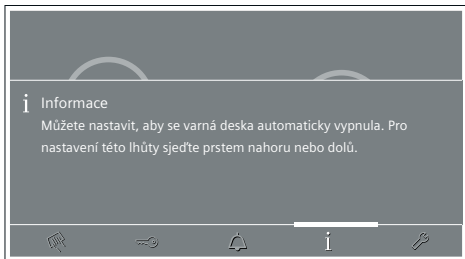 i Informace
Můžete nastavit, aby se varná deska automaticky vypnula. Pro
nastavení této lhůty sjeďte prstem nahoru nebo dolů.
i